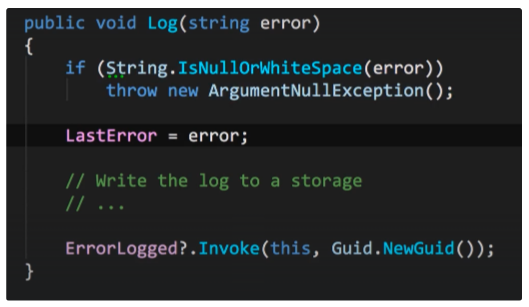 public void Log(string error)
{
    if (String.IsNullOrWhiteSpace(error))
        throw new ArgumentNullException();

    LastError = error;

    // Write the log to a storage
    // ...

    ErrorLogged?.Invoke(this, Guid.NewGuid());
}